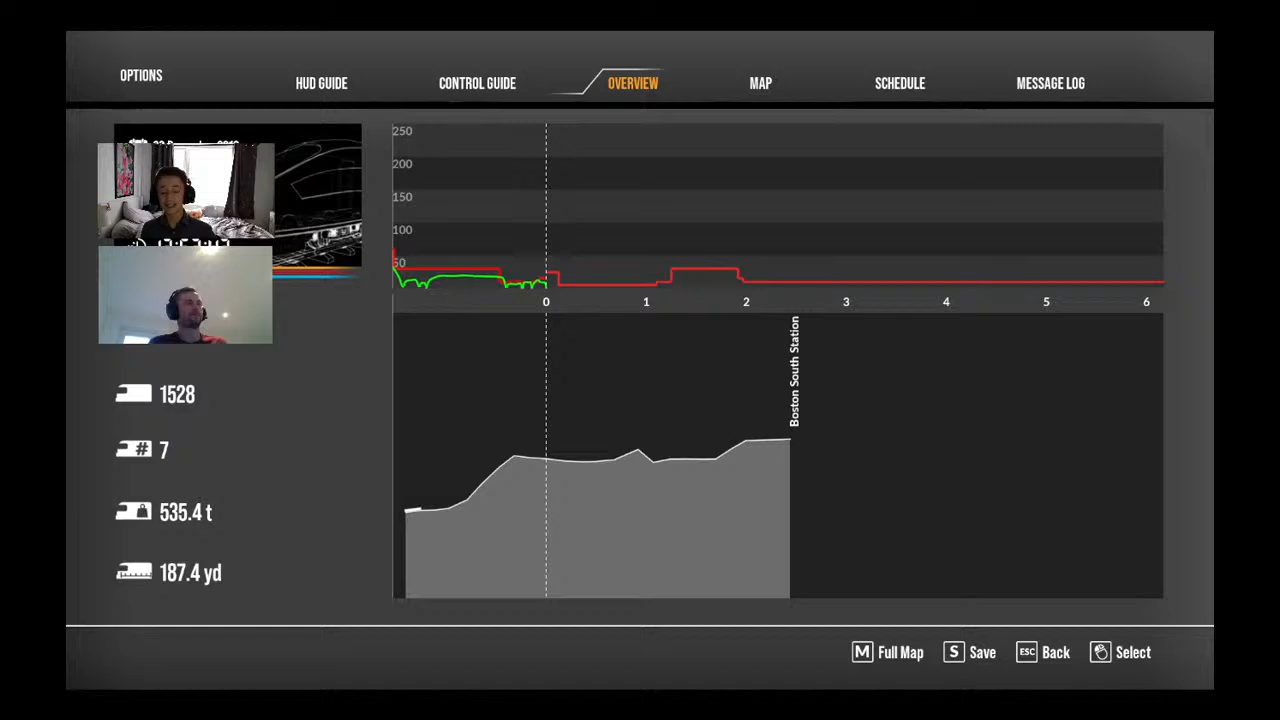 OPTIONS
HUD GUIDE
CONTROL GUIDE
OVERVIEW
MAP
SCHEDULE
MESSAGE LOG
250
200
150
100
50
0 1 2 3 4 5 6
Boston South Station
1528
# 7
535.4 t
187.4 yd
M Full Map
S Save
ESC Back
Select